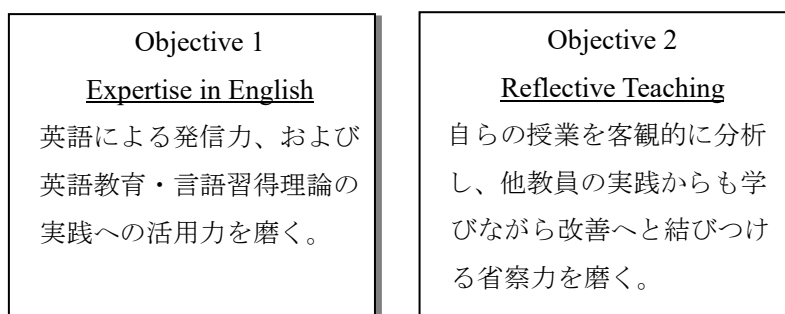 Objective 1
Expertise in English
英語による発信力、および
英語教育・言語習得理論の
実践への活用力を磨く。
Objective 2
Reflective Teaching
自らの授業を客観的に分析
し、他教員の実践からも学
びながら改善へと結びつけ
る省察力を磨く。